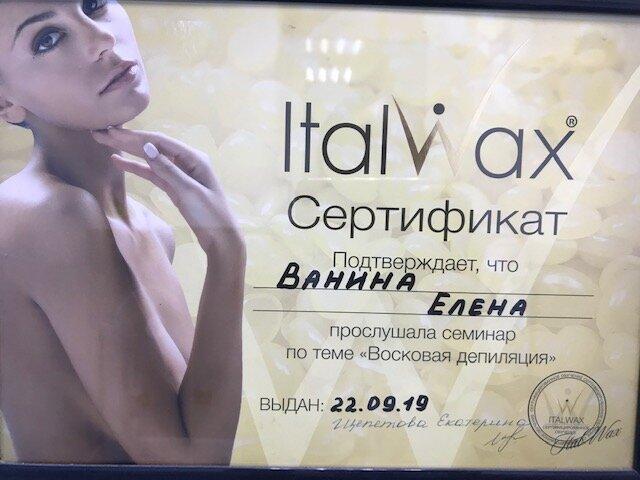 ItalWax®
Сертификат
Подтверждает, что
Ванина
Елена
прослушала семинар
по теме «Восковая депиляция»
ВЫДАН: 22.09.19
Щепетова Екатерина
ITALWAX
ItalWax